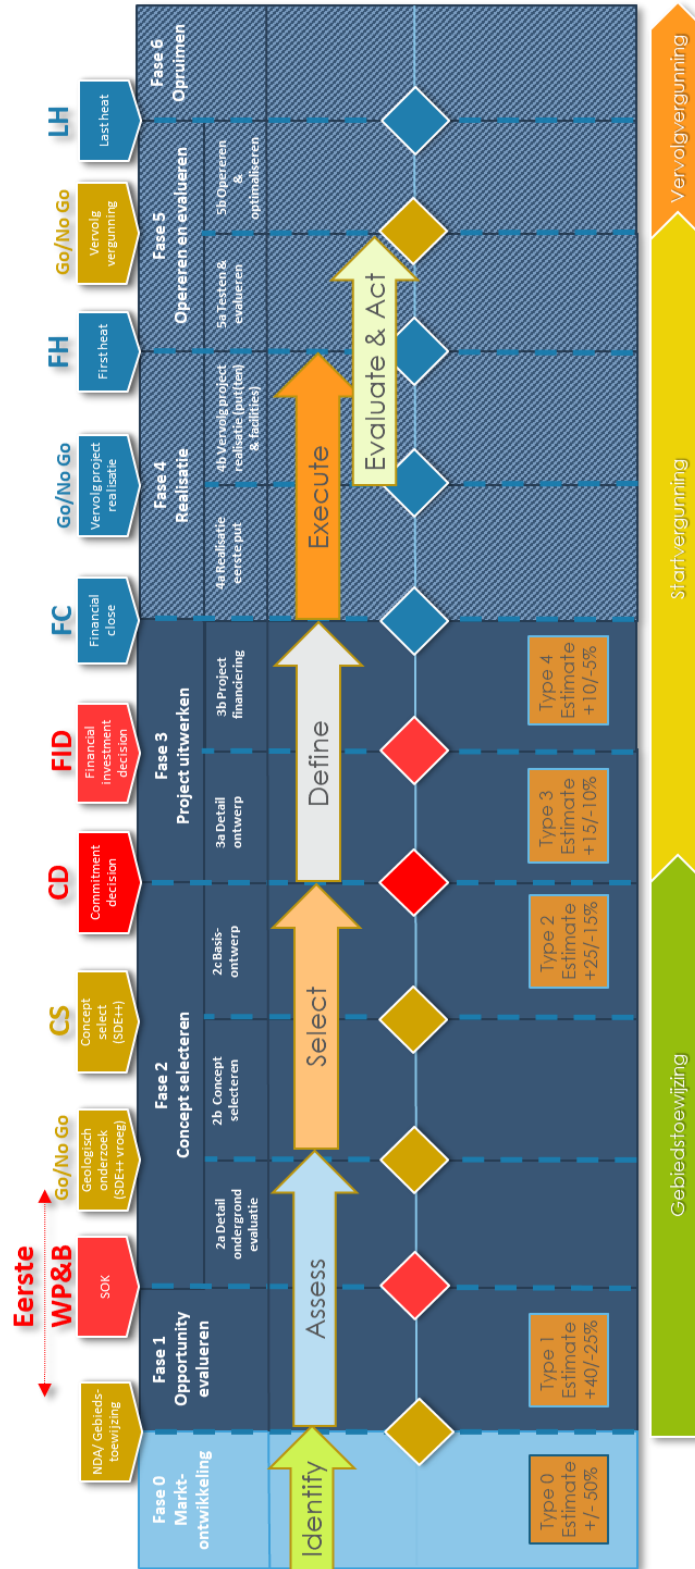 Eerste
WP&B
Go/No Go
CS
CD
FID
FC
Go/No Go
FH
Go/No Go
LH
NDA/ Gebieds-
toewijzing
SOK
Geologisch
onderzoek
(SDE++ vroeg)
Concept
select
(SDE++)
Commitment
decision
Financial
investment
decision
Financial
close
Vervolg project
realisatie
First heat
Vervolg
vergunning
Last heat
Fase 0
Markt-
ontwikkeling
Fase 1
Opportunity
evalueren
Fase 2
Concept selecteren
Fase 3
Project uitwerken
Fase 4
Realisatie
Fase 5
Opereren en evalueren
Fase 6
Opruimen
2a Detail
ondergrond
evaluatie
2b Concept
selecteren
2c Basis-
ontwerp
3a Detail
ontwerp
3b Project
financiering
4a Realisatie
eerste put
4b Vervolg project
realisatie (put(ten)
& facilities)
5a Testen &
evalueren
5b Opereren
&
optimaliseren
Identify
Assess
Select
Define
Execute
Evaluate & Act
Type 0
Estimate
+/- 50%
Type 1
Estimate
+40/-25%
Type 2
Estimate
+25/-15%
Type 3
Estimate
+15/-10%
Type 4
Estimate
+10/-5%
Gebiedstoewijzing
Startvergunning
Vervolgvergunning